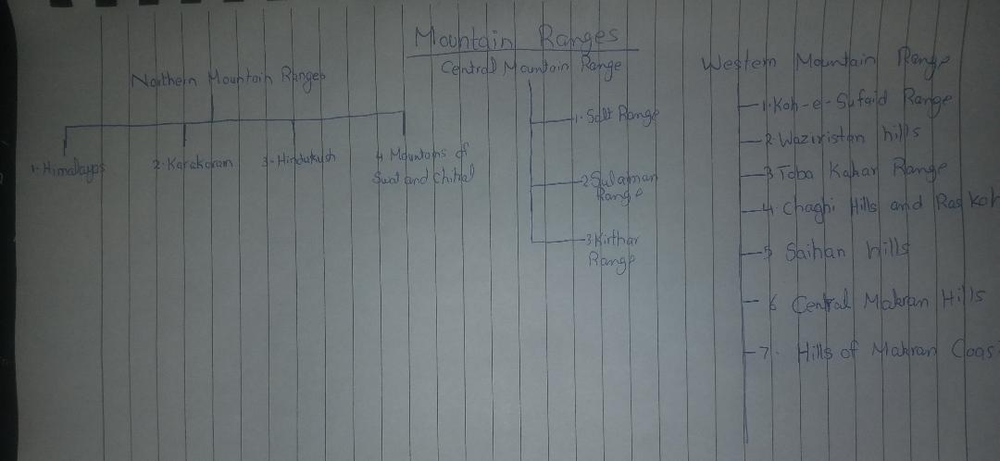 Mountain Ranges
Northern Mountain Ranges
1-Himalayas
2-Karakoram
3-Hindukush
4 Mountains of
Swat and Chitral
Central Mountain Range
1-Salt Range
2 Sulaiman
Range
3 Kirthar
Range
Western Mountain Range
1-Koh-e-Sufaid Range
2 Waziristan hills
3 Toba Kakar Range
4. Chaghi Hills and Raskoh
5 Saihan hills
6 Central Makran Hills
7. Hills of Makran Coas